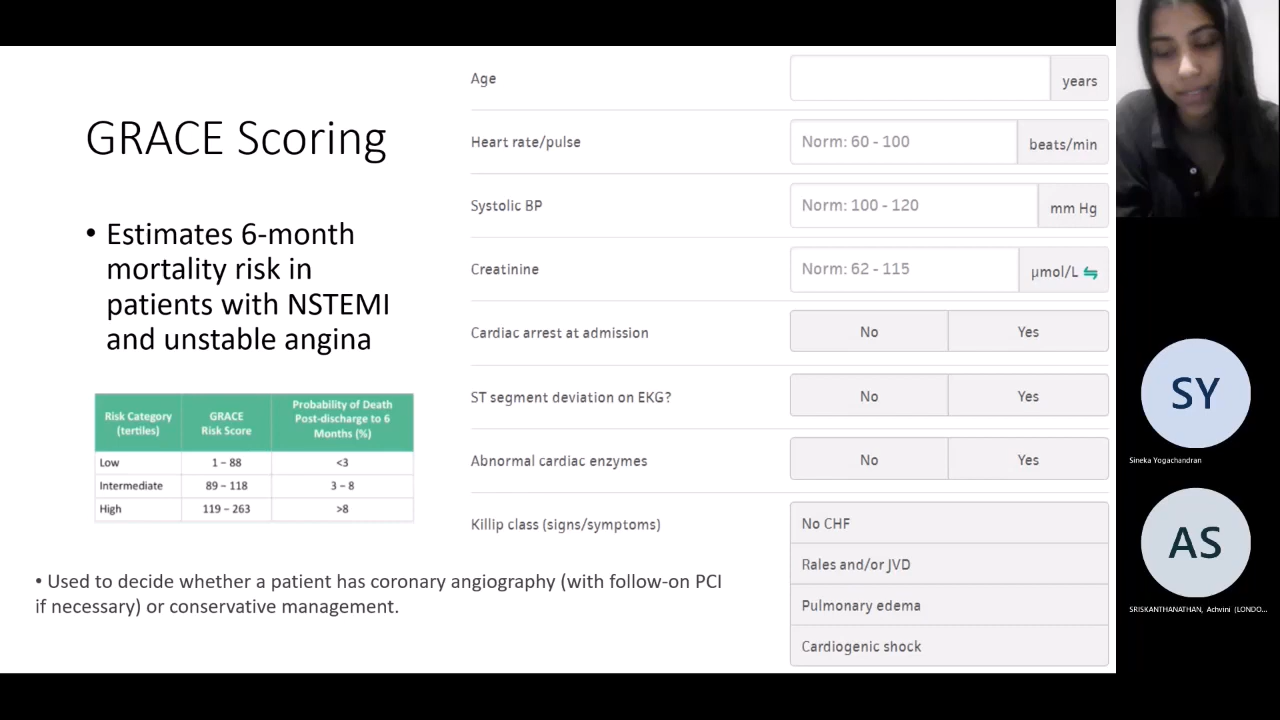 GRACE Scoring
• Estimates 6-month
mortality risk in
patients with NSTEMI
and unstable angina
Risk Category
(tertiles)
GRACE
Risk Score
Probability of Death
Post-discharge to 6
Months (%)
Low
1 – 88
<3
Intermediate
89 – 118
3 – 8
High
119 – 263
>8
• Used to decide whether a patient has coronary angiography (with follow-on PCI
if necessary) or conservative management.
Age
years
Heart rate/pulse
Norm: 60 - 100
beats/min
Systolic BP
Norm: 100 - 120
mm Hg
Creatinine
Norm: 62 - 115
μmol/L ⇋
Cardiac arrest at admission
No
Yes
ST segment deviation on EKG?
No
Yes
Abnormal cardiac enzymes
No
Yes
Killip class (signs/symptoms)
No CHF
Rales and/or JVD
Pulmonary edema
Cardiogenic shock
SY
Sineka Yogachandran
AS
SRISKANTHANATHAN, Achvini (LONDO...